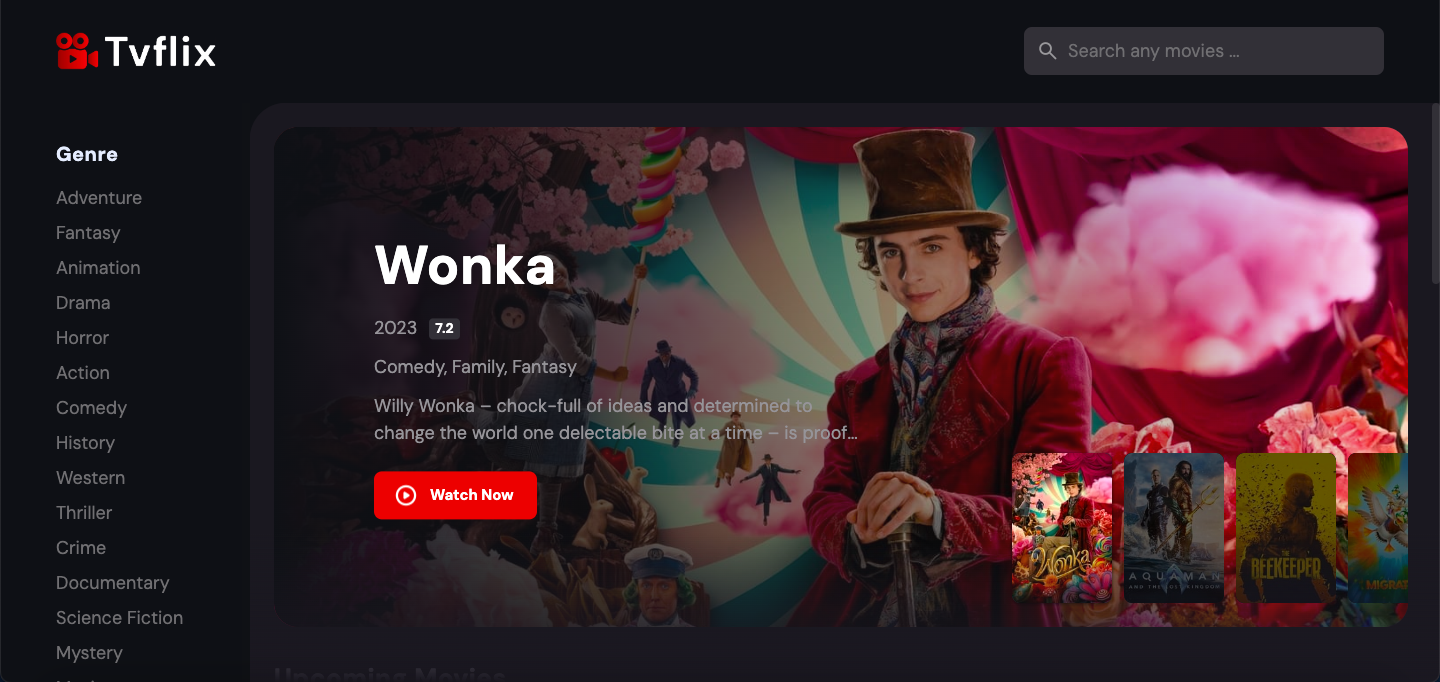 Tvflix
Search any movies ...
Genre
Adventure
Fantasy
Animation
Drama
Horror
Action
Comedy
History
Western
Thriller
Crime
Documentary
Science Fiction
Mystery
Wonka
2023 7.2
Comedy, Family, Fantasy
Willy Wonka – chock-full of ideas and determined to
change the world one delectable bite at a time – is proof...
Watch Now
Wonka
AQUAMAN
AND THE LOST KINGDOM
THE
BEEKEEPER
MIGRAT
Upcoming Movies